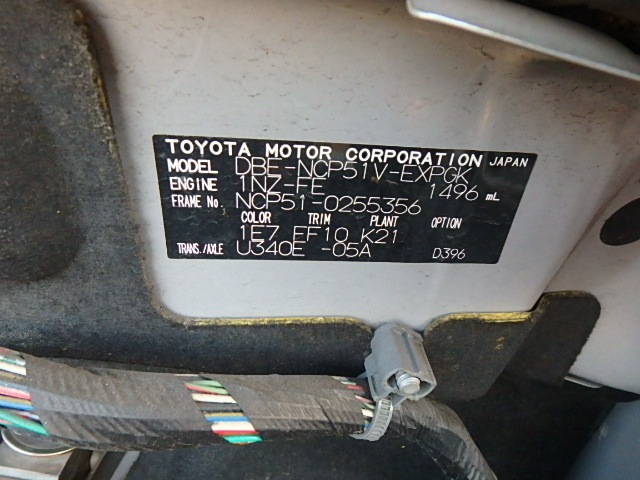 TOYOTA MOTOR CORPORATION JAPAN
MODEL DBE-NCP51V-EXPGK
ENGINE 1NZ-FE 1496 mL
FRAME No. NCP51-0255356
COLOR TRIM PLANT OPTION
1E7 EF10 K21
TRANS./AXLE U340E -05A D396